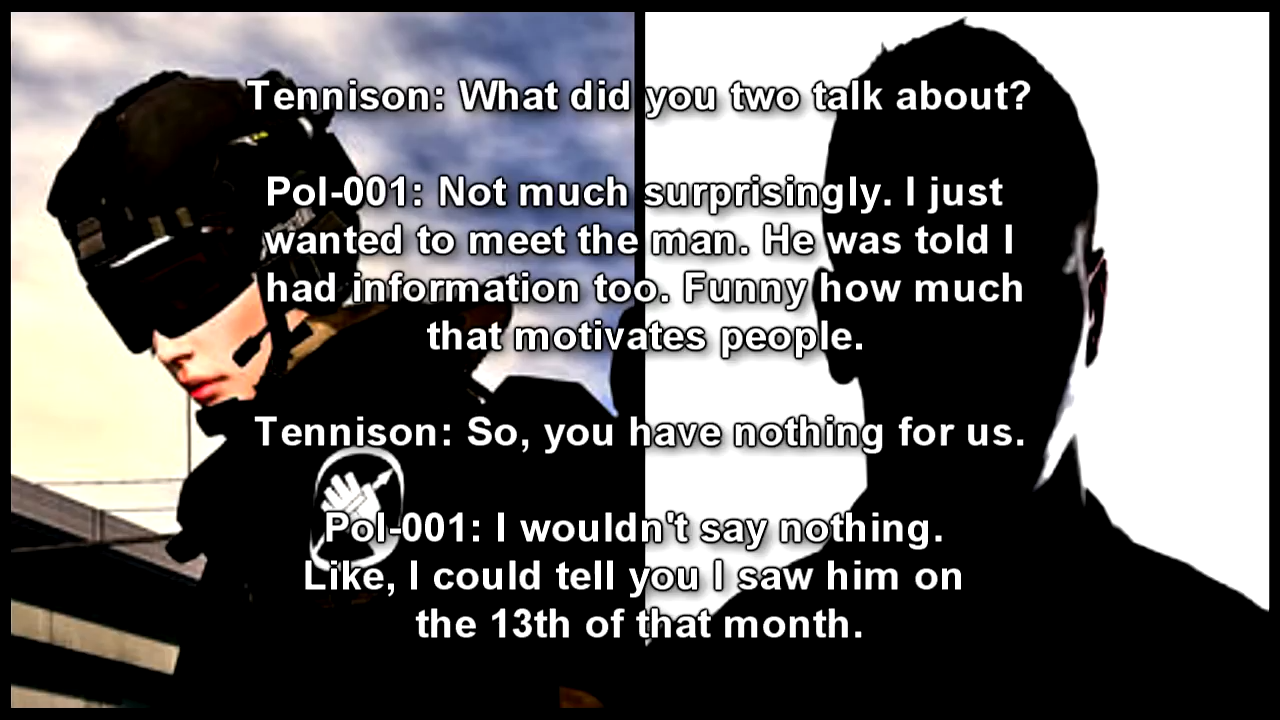 Tennison: What did you two talk about?
Pol-001: Not much surprisingly. I just
wanted to meet the man. He was told I
had information too. Funny how much
that motivates people.
Tennison: So, you have nothing for us.
Pol-001: I wouldn't say nothing.
Like, I could tell you I saw him on
the 13th of that month.